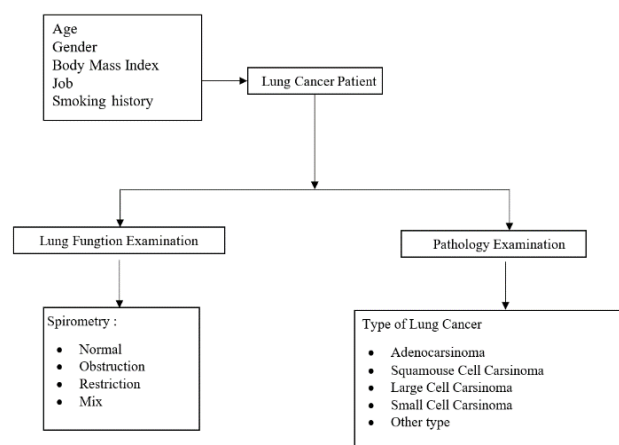 Age
Gender
Body Mass Index
Job
Smoking history
Lung Cancer Patient
Lung Fungtion Examination
Pathology Examination
Spirometry :
• Normal
• Obstruction
• Restriction
• Mix
Type of Lung Cancer
• Adenocarsinoma
• Squamouse Cell Carsinoma
• Large Cell Carsinoma
• Small Cell Carsinoma
• Other type